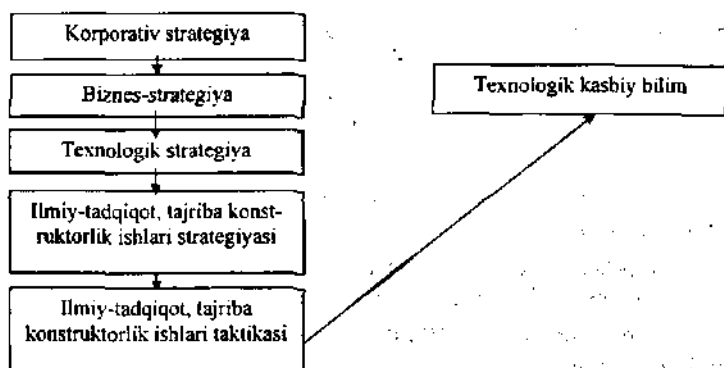 Korporativ strategiya
Biznes-strategiya
Texnologik strategiya
Ilmiy-tadqiqot, tajriba konst-
ruktorlik ishlari strategiyasi
Ilmiy-tadqiqot, tajriba
konstruktorlik ishlari taktikasi
Texnologik kasbiy bilim